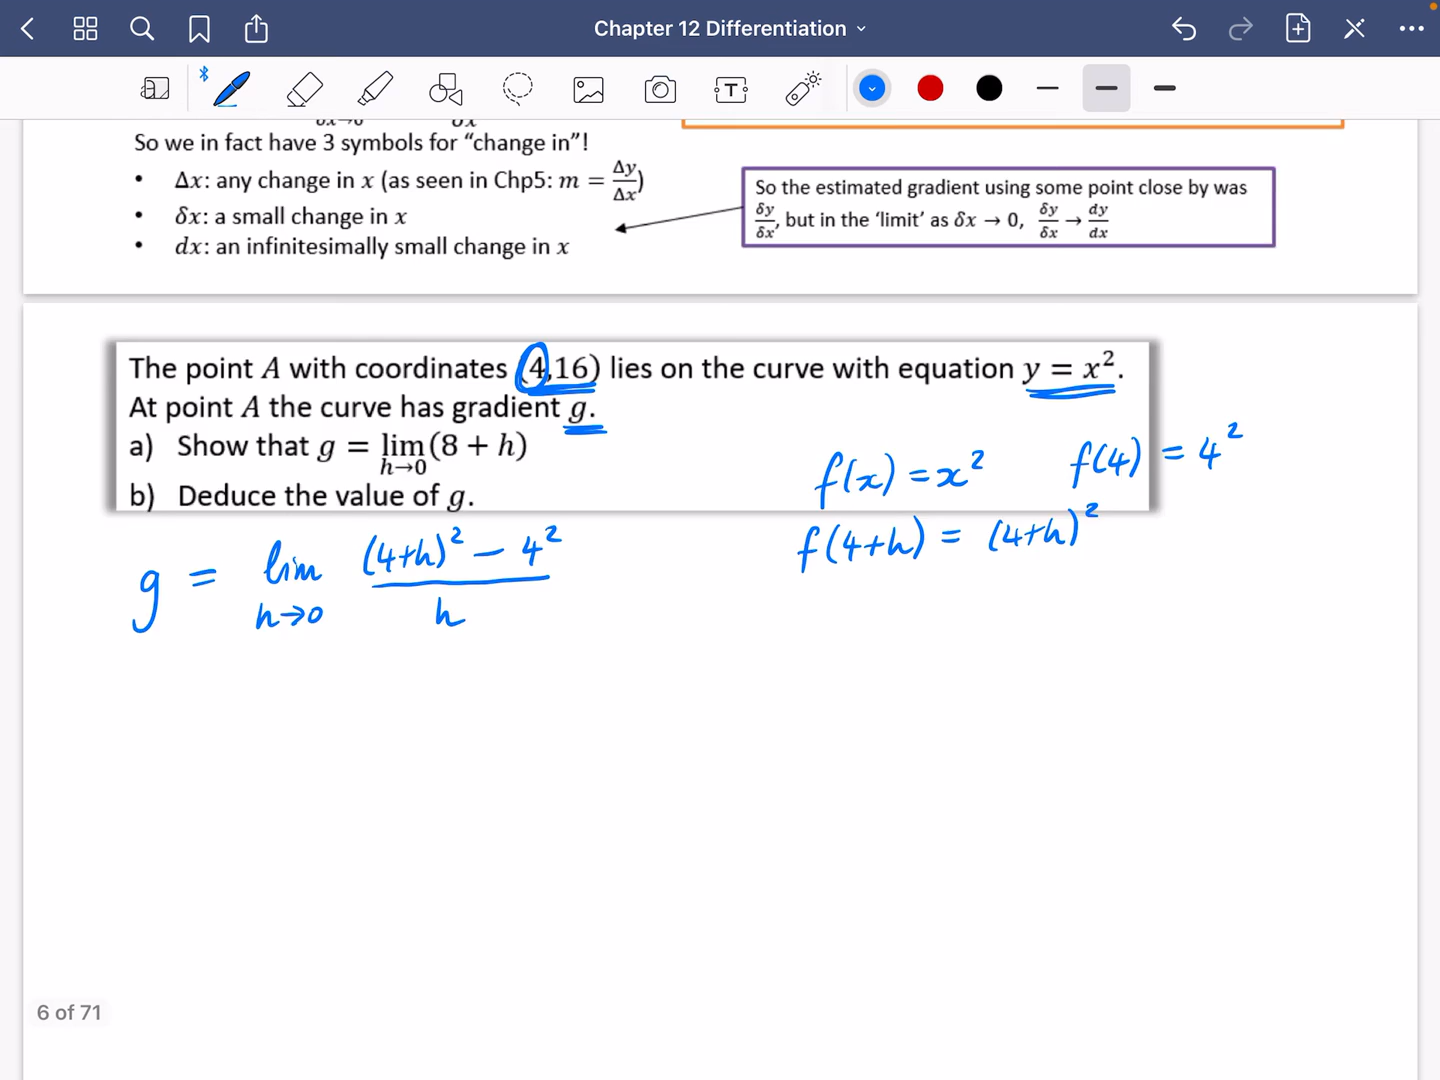 Chapter 12 Differentiation
So we in fact have 3 symbols for “change in”!
• Δx: any change in x (as seen in Chp5: m = Δy/Δx)
• δx: a small change in x
• dx: an infinitesimally small change in x
So the estimated gradient using some point close by was
δy/δx, but in the ‘limit’ as δx → 0, δy/δx → dy/dx
The point A with coordinates (4,16) lies on the curve with equation y = x².
At point A the curve has gradient g.
a) Show that g = lim h→0 (8 + h)
b) Deduce the value of g.
f(x) = x² f(4) = 4²
f(4+h) = (4+h)²
g = lim h→0 ((4+h)² − 4²)/h
6 of 71